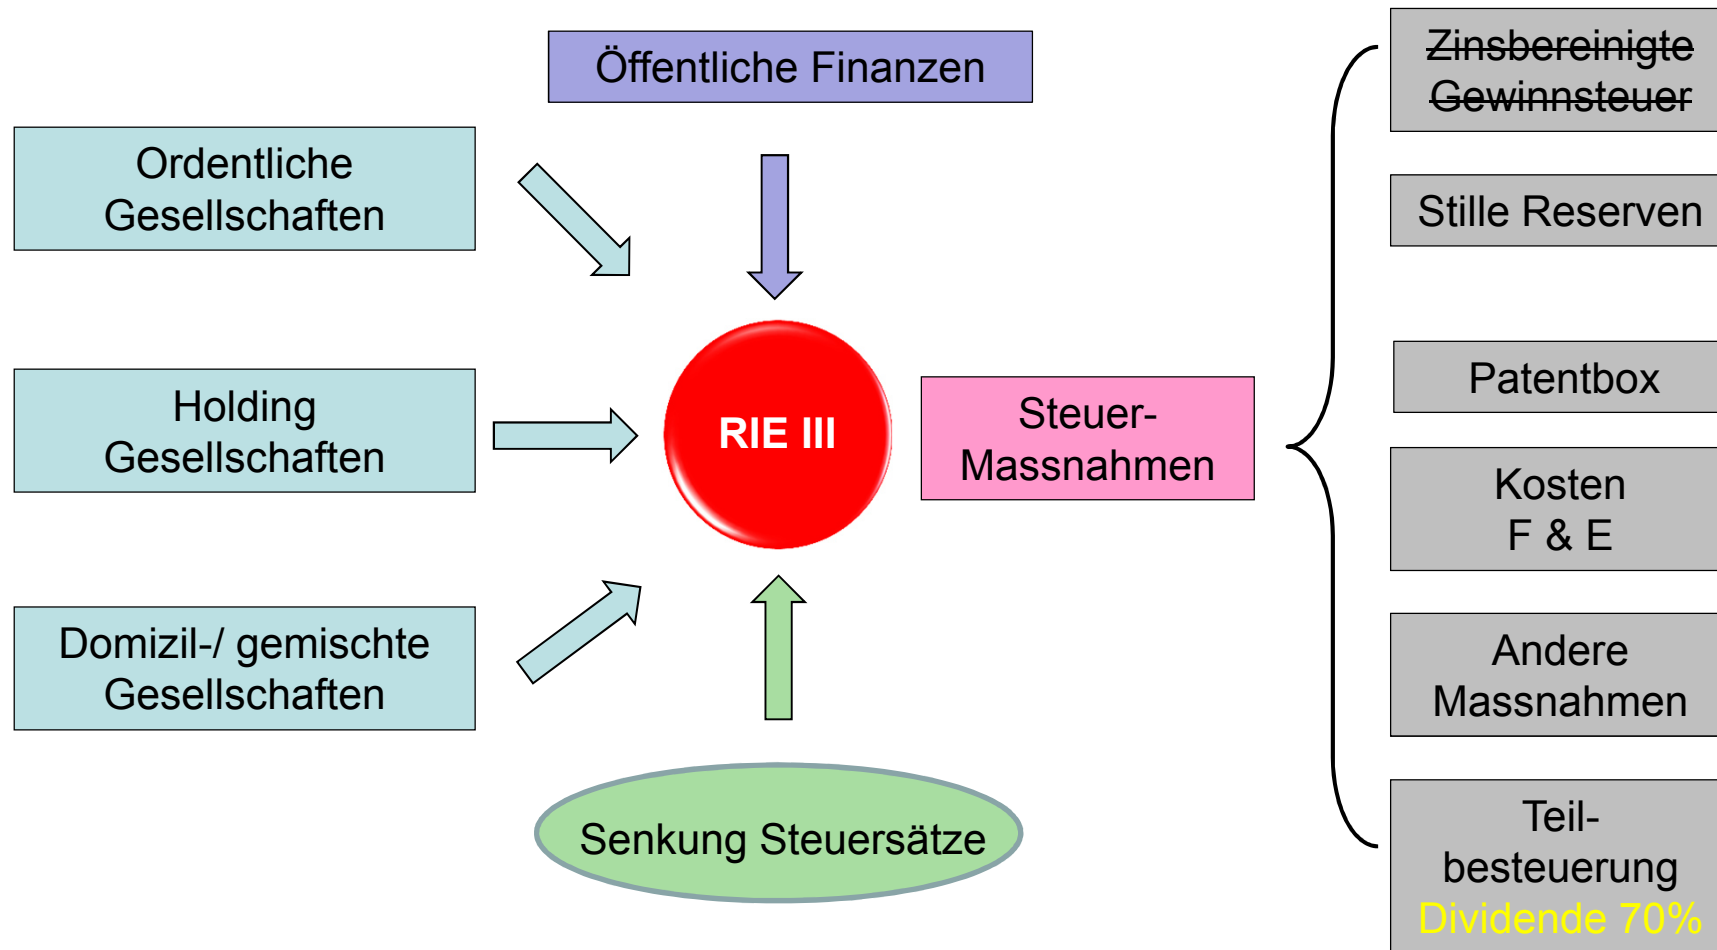 Öffentliche Finanzen
Ordentliche
Gesellschaften
Holding
Gesellschaften
Domizil-/ gemischte
Gesellschaften
RIE III
Senkung Steuersätze
Steuer-
Massnahmen
Zinsbereinigte
Gewinnsteuer
Stille Reserven
Patentbox
Kosten
F & E
Andere
Massnahmen
Teil-
besteuerung
Dividende 70%